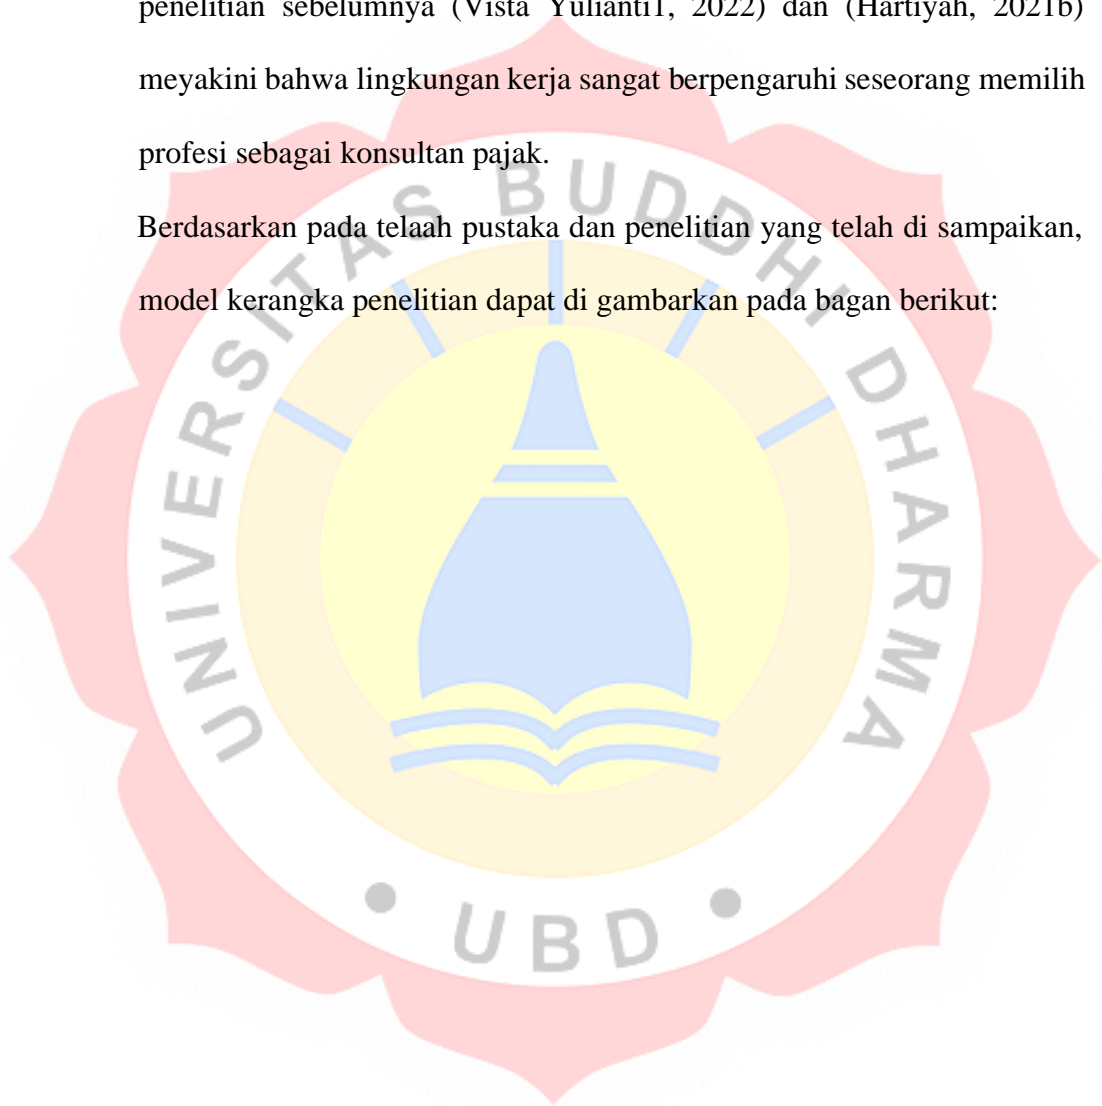 penelitian sebelumnya (Vista Yulianti1, 2022) dan (Hartiyah, 2021b)
meyakini bahwa lingkungan kerja sangat berpengaruhi seseorang memilih
profesi sebagai konsultan pajak.
Berdasarkan pada telaah pustaka dan penelitian yang telah di sampaikan,
model kerangka penelitian dapat di gambarkan pada bagan berikut:
UNIVERSITAS BUDDHI DHARMA
• UBD •